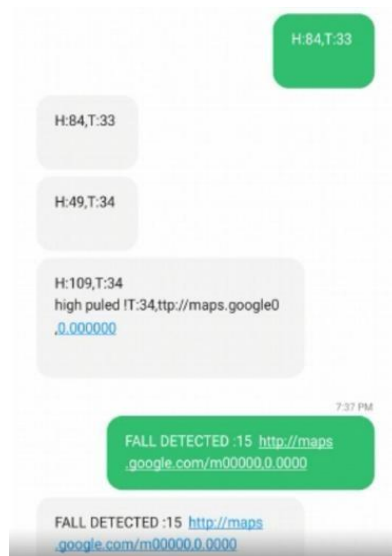 H:84,T:33
H:84,T:33
H:49,T:34
H:109,T:34
high puled !T:34,ttp://maps.google0
,0.000000
7:37 PM
FALL DETECTED :15 http://maps
.google.com/m00000,0.0000
FALL DETECTED :15 http://maps
.google.com/m00000,0.0000